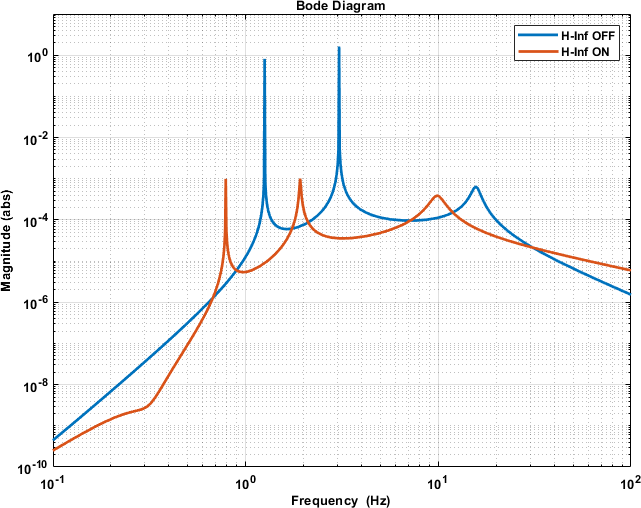 Bode Diagram
H-Inf OFF
H-Inf ON
Magnitude (abs)
10^0
10^-2
10^-4
10^-6
10^-8
10^-10
10^-1
10^0
10^1
10^2
Frequency (Hz)